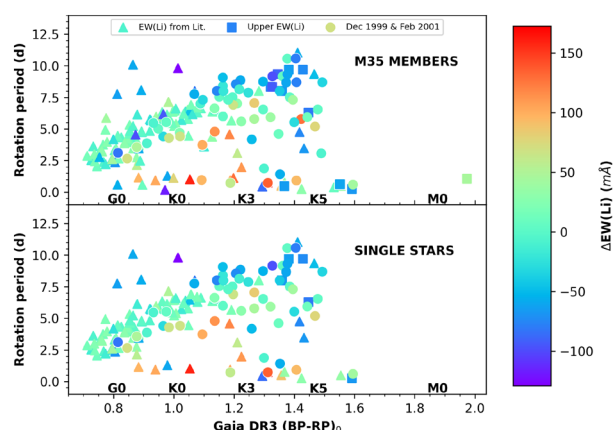 EW(Li) from Lit. Upper EW(Li) Dec 1999 & Feb 2001
M35 MEMBERS
Rotation period (d)
12.5
10.0
7.5
5.0
2.5
0.0
G0 K0 K3 K5 M0
SINGLE STARS
Rotation period (d)
12.5
10.0
7.5
5.0
2.5
0.0
G0 K0 K3 K5 M0
0.8 1.0 1.2 1.4 1.6 1.8 2.0
Gaia DR3 (BP-RP)₀
150
100
50
0
−50
−100
ΔEW(Li) (mÅ)